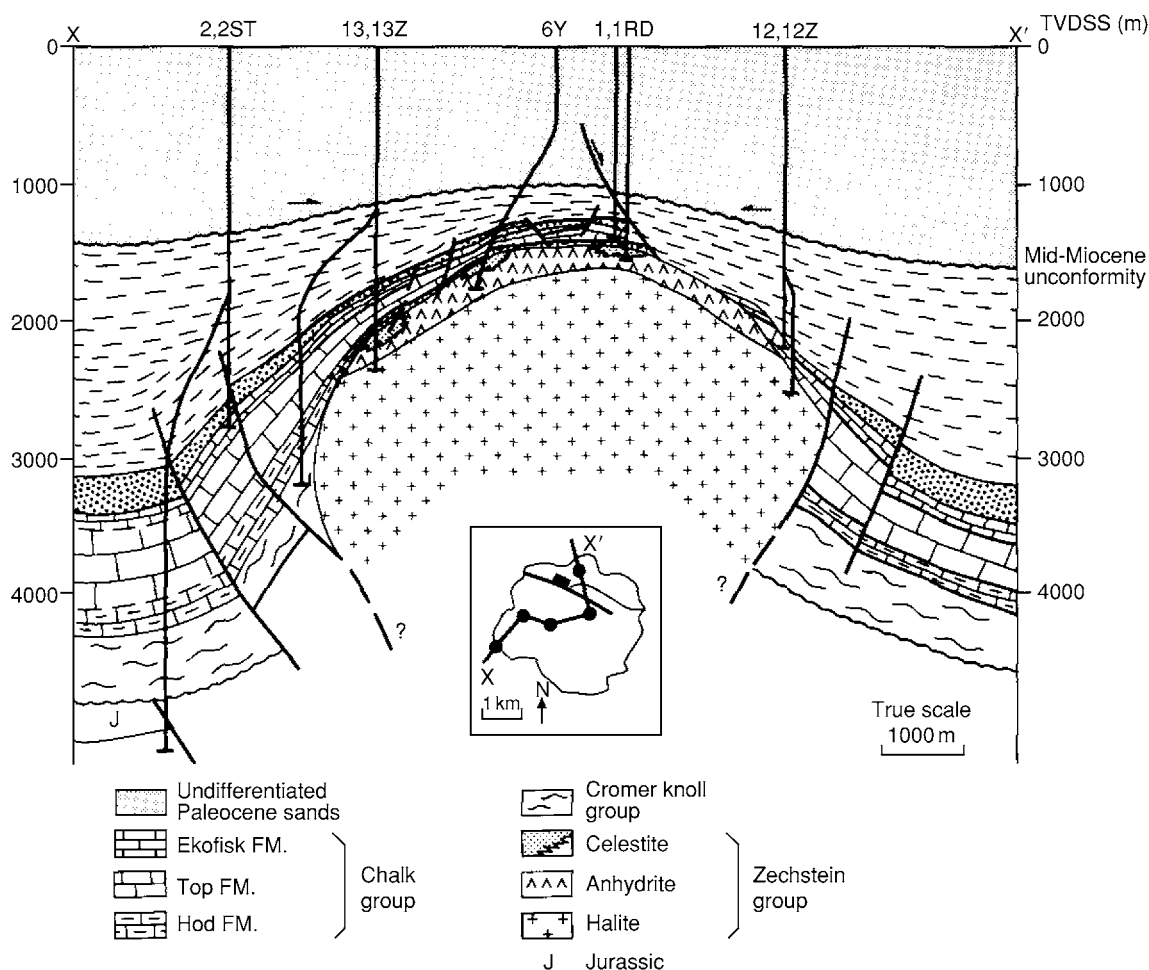 X 2,2ST 13,13Z 6Y 1,1RD 12,12Z X′ TVDSS (m)
0 0
1000 1000
Mid-Miocene
unconformity
2000 2000
3000 3000
4000 4000
? ?
J
X′
X
1 km N
True scale
1000 m
Undifferentiated
Paleocene sands
Ekofisk FM.
Top FM.
Hod FM.
Chalk
group
Cromer knoll
group
Celestite
Anhydrite
Halite
Zechstein
group
J Jurassic